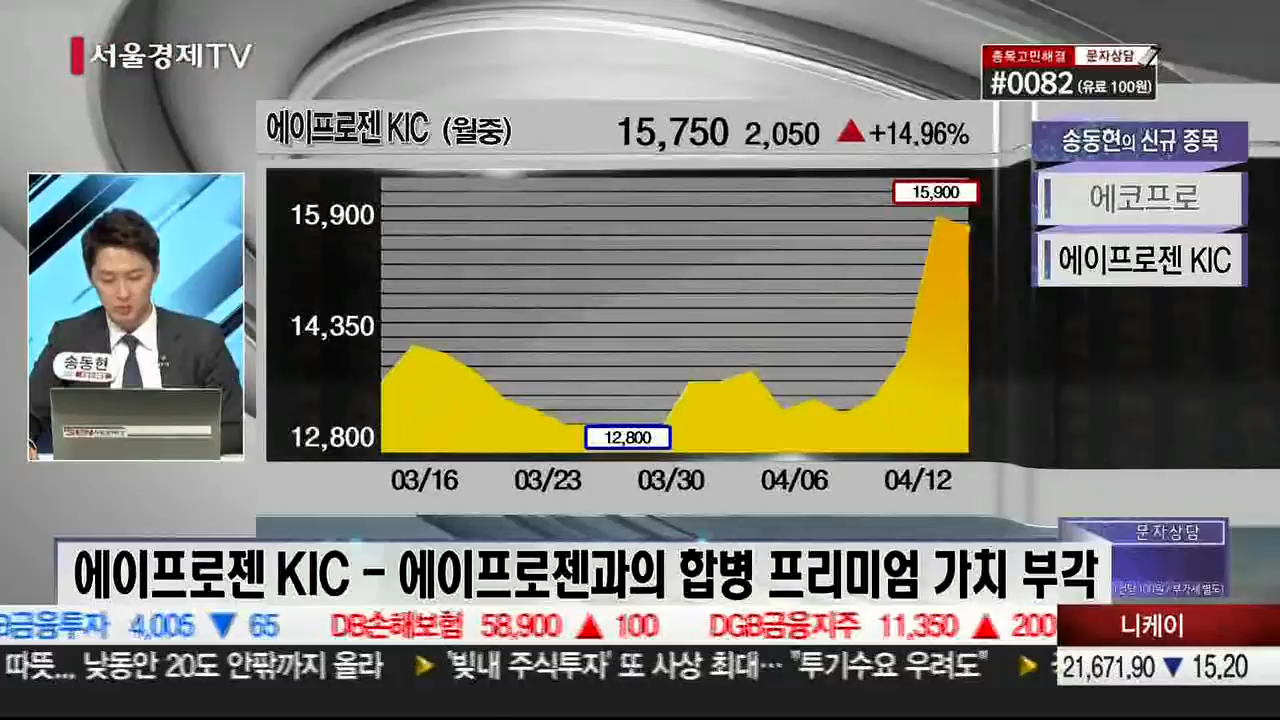 서울경제TV
종목고민해결 문자상담
#0082 (유료 100원)
에이프로젠 KIC (월중) 15,750 2,050 ▲ +14.96%
송동현의 신규 종목
에코프로
에이프로젠 KIC
15,900
15,900
14,350
12,800
12,800
03/16 03/23 03/30 04/06 04/12
송동현
문자상담
에이프로젠 KIC - 에이프로젠과의 합병 프리미엄 가치 부각
B금융투자 4,005 ▼ 65 DB손해보험 58,900 ▲ 100 DGB금융지주 11,350 ▲ 200
니케이
따뜻... 낮동안 20도 안팎까지 올라 ▶ '빚내 주식투자' 또 사상 최대… "투기수요 우려도" ▶
21,671.90 ▼ 15,20